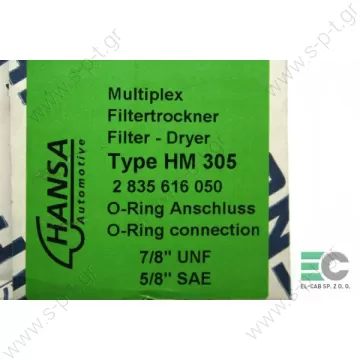 www.s-p-t.gr
Multiplex
Filtertrockner
Filter - Dryer
Type HM 305
2 835 616 050
O-Ring Anschluss
O-Ring connection
7/8" UNF
5/8" SAE
HANSA
Automotive
EC
EL-CAB SP. Z O. O.